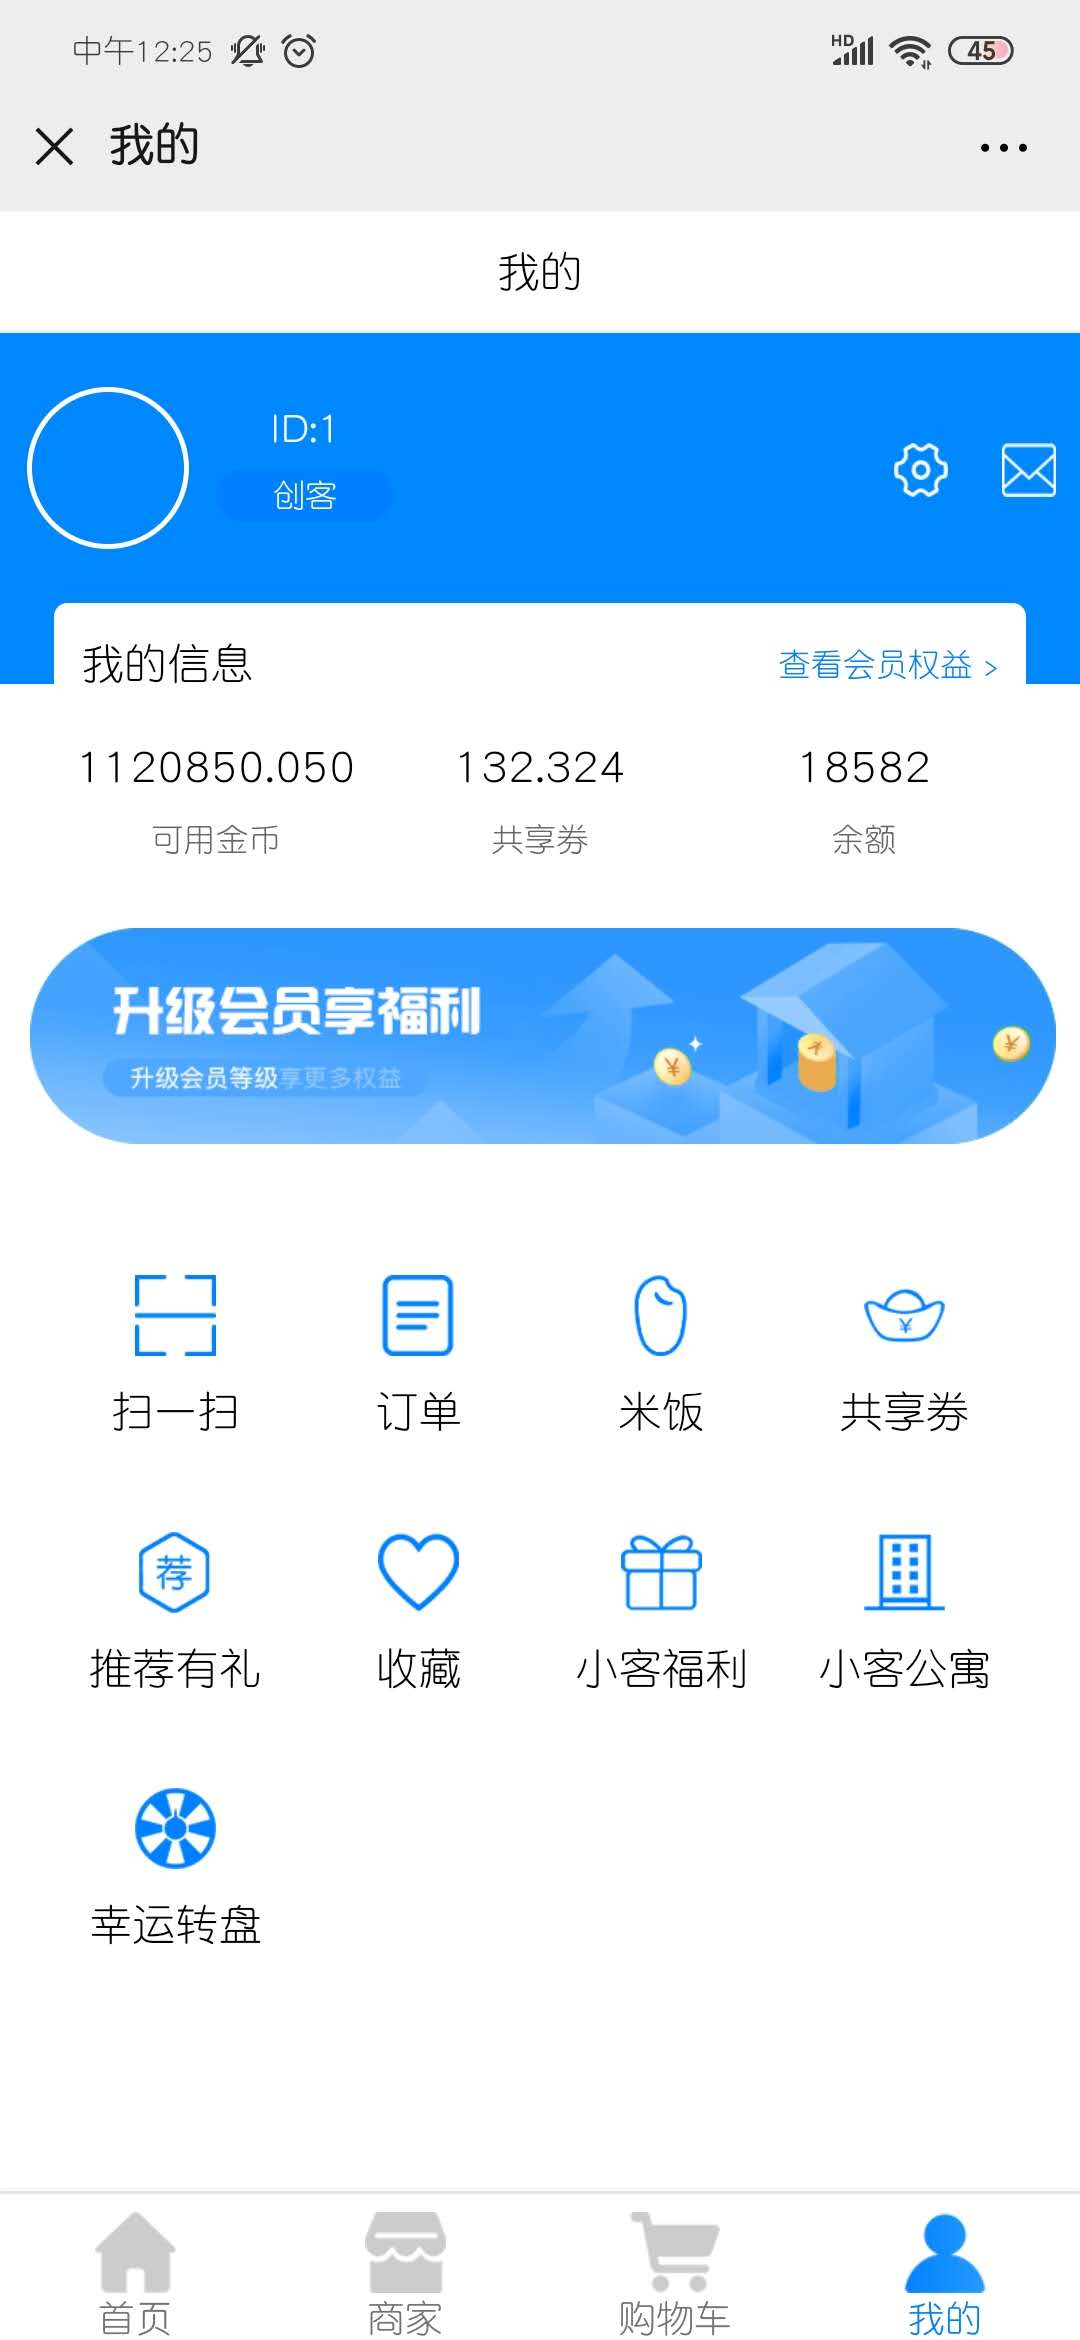 中午12:25
HD
45
我的
我的
ID:1
创客
我的信息
查看会员权益 >
1120850.050 132.324 18582
可用金币 共享券 余额
升级会员享福利
升级会员等级享更多权益
扫一扫 订单 米饭 共享券
荐
推荐有礼 收藏 小客福利 小客公寓
幸运转盘
首页 商家 购物车 我的